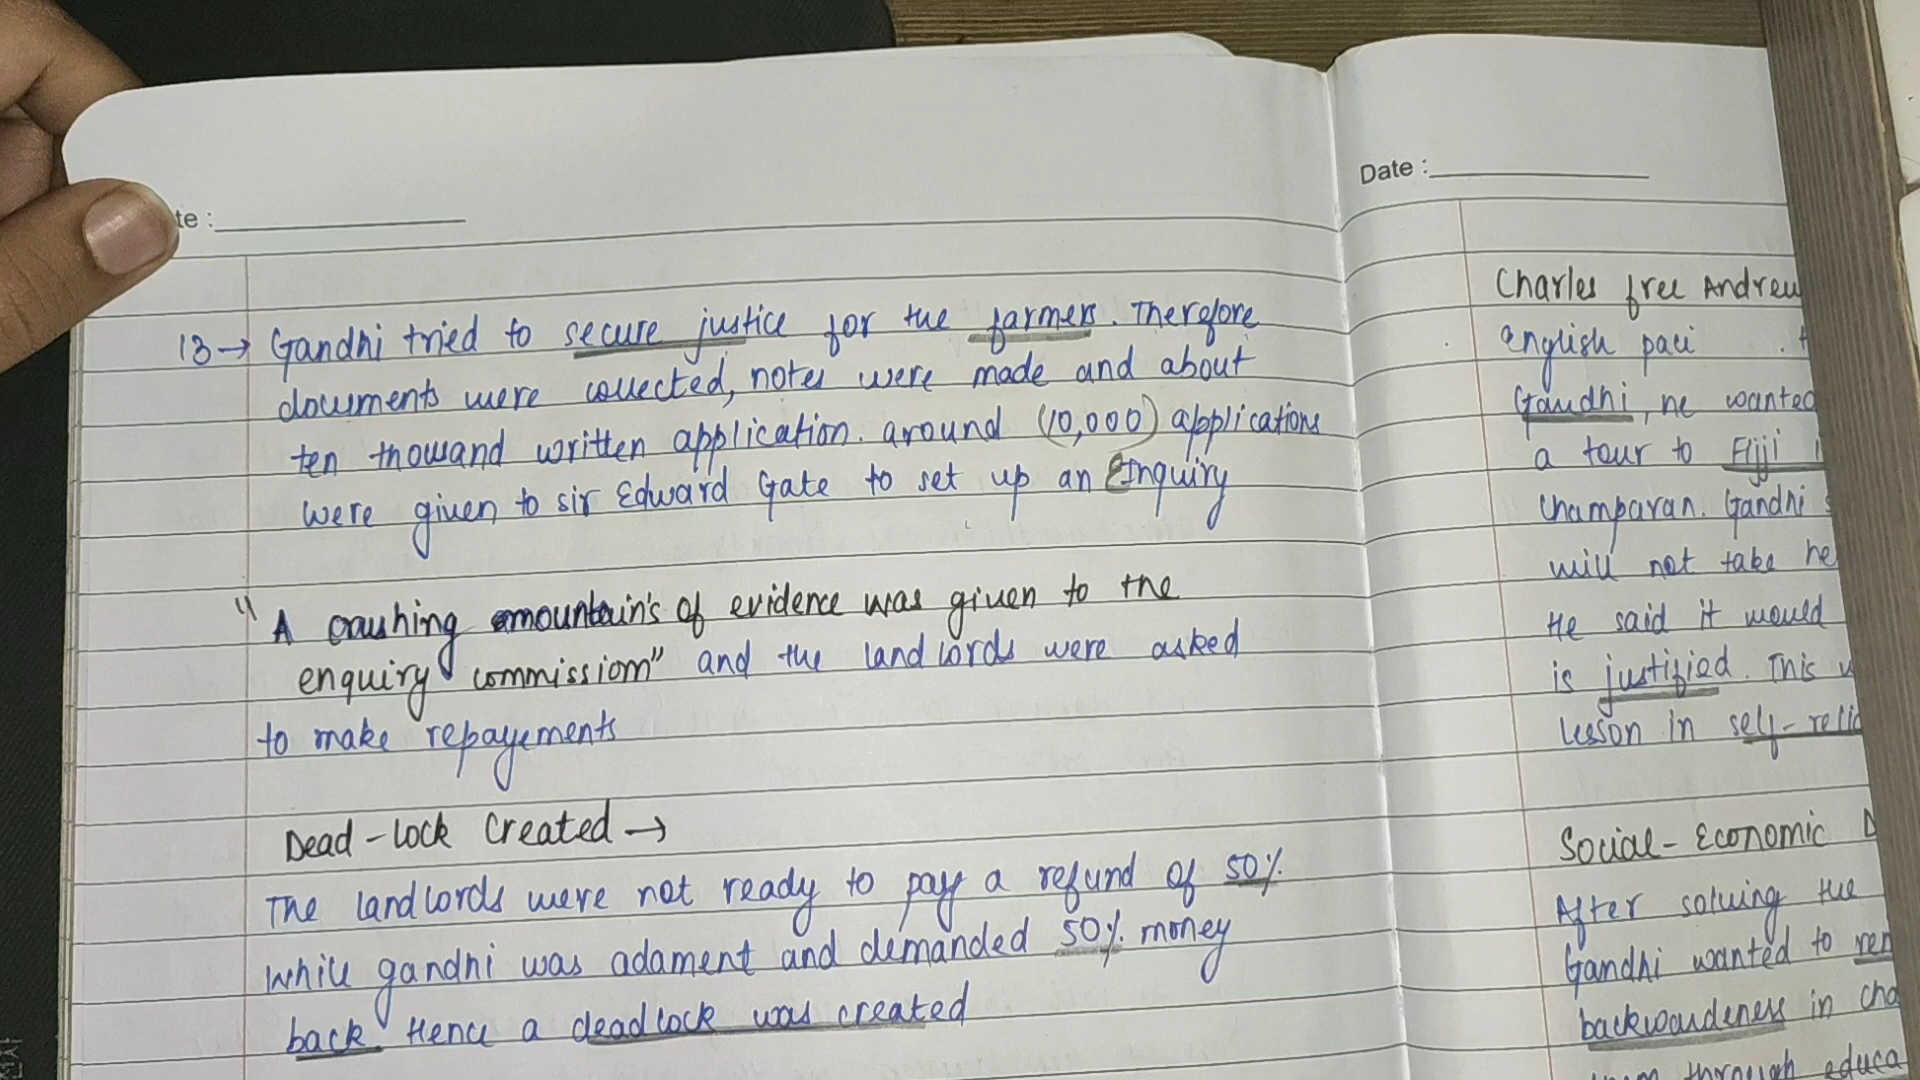 te :
13→ Gandhi tried to secure justice for the farmers. Therefore
documents were collected, notes were made and about
ten thousand written application. around (10,000) applications
were given to sir Edward Gate to set up an Enquiry
"A crushing mountain's of evidence was given to the
enquiry commission" and the landlords were asked
to make repayements
Dead-lock Created →
The landlords were not ready to pay a refund of 50%
while gandhi was adament and demanded 50% money
back Hence a deadlock was created
Date :
Charles free Andrew
english paci
Gandhi, he wanted
a tour to Fiji
champaran. Gandhi
will not take he
He said it would
is justified. This
lesson in self-relia
Social-Economic D
After solving the
Gandhi wanted to rem
backwardeness in cha
through educa